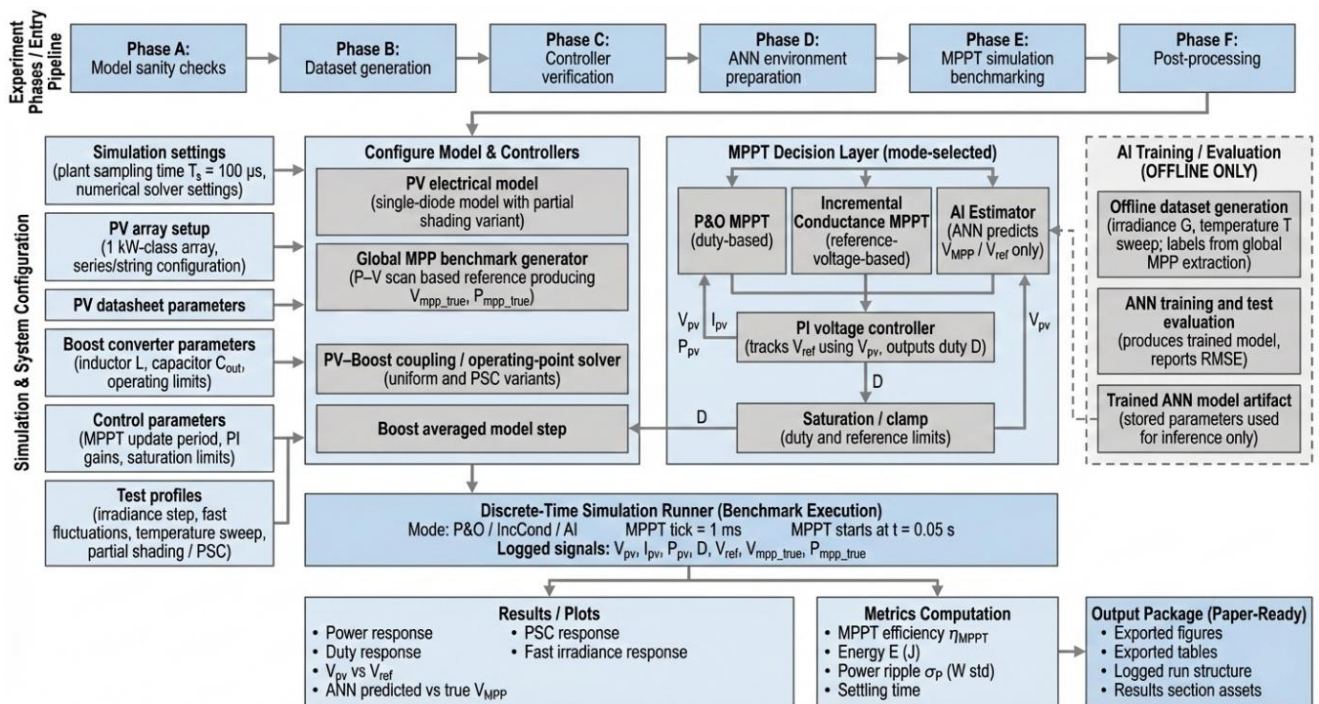 Experiment
Phases / Entry
Pipeline
Phase A:
Model sanity checks
Phase B:
Dataset generation
Phase C:
Controller
verification
Phase D:
ANN environment
preparation
Phase E:
MPPT simulation
benchmarking
Phase F:
Post-processing
Simulation & System Configuration
Simulation settings
(plant sampling time Ts = 100 µs,
numerical solver settings)
PV array setup
(1 kW-class array,
series/string configuration)
PV datasheet parameters
Boost converter parameters
(inductor L, capacitor Cout,
operating limits)
Control parameters
(MPPT update period, PI
gains, saturation limits)
Test profiles
(irradiance step, fast
fluctuations, temperature sweep,
partial shading / PSC)
Configure Model & Controllers
PV electrical model
(single-diode model with partial
shading variant)
Global MPP benchmark generator
(P–V scan based reference producing
Vmpp_true, Pmpp_true)
PV–Boost coupling / operating-point solver
(uniform and PSC variants)
Boost averaged model step
MPPT Decision Layer (mode-selected)
P&O MPPT
(duty-based)
Incremental
Conductance MPPT
(reference-
voltage-based)
AI Estimator
(ANN predicts
VMPP / Vref only)
Vpv
Ipv
Ppv
Vpv
PI voltage controller
(tracks Vref using Vpv, outputs duty D)
D
D
Saturation / clamp
(duty and reference limits)
AI Training / Evaluation
(OFFLINE ONLY)
Offline dataset generation
(irradiance G, temperature T
sweep; labels from global
MPP extraction)
ANN training and test
evaluation
(produces trained model,
reports RMSE)
Trained ANN model artifact
(stored parameters used
for inference only)
Discrete-Time Simulation Runner (Benchmark Execution)
Mode: P&O / IncCond / AI MPPT tick = 1 ms MPPT starts at t = 0.05 s
Logged signals: Vpv, Ipv, Ppv, D, Vref, Vmpp_true, Pmpp_true
Results / Plots
• Power response
• Duty response
• Vpv vs Vref
• ANN predicted vs true VMPP
• PSC response
• Fast irradiance response
Metrics Computation
• MPPT efficiency ηMPPT
• Energy E (J)
• Power ripple σP (W std)
• Settling time
Output Package (Paper-Ready)
• Exported figures
• Exported tables
• Logged run structure
• Results section assets